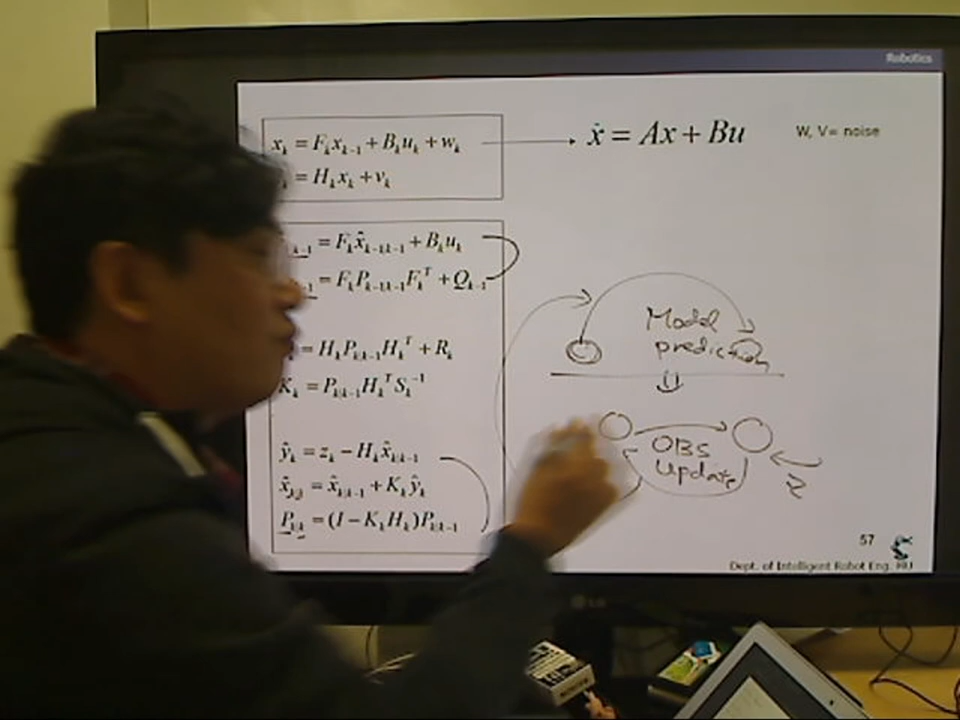 Robotics
x_k = F_k x_{k-1} + B_k u_k + w_k
= H_k x_k + v_k
ẋ = Ax + Bu
W, V= noise
= F_k x̂_{k-1|k-1} + B_k u_k
= F_k P_{k-1|k-1} F_k^T + Q_{k-1}
= H_k P_{k|k-1} H_k^T + R_k
K_k = P_{k|k-1} H_k^T S_k^{-1}
ŷ_k = z_k − H_k x̂_{k|k-1}
x̂_{k|k} = x̂_{k|k-1} + K_k ŷ_k
P_{k|k} = (I − K_k H_k) P_{k|k-1}
Model
prediction
OBS
Update
z
57
Dept. of Intelligent Robot Eng. HU
LG